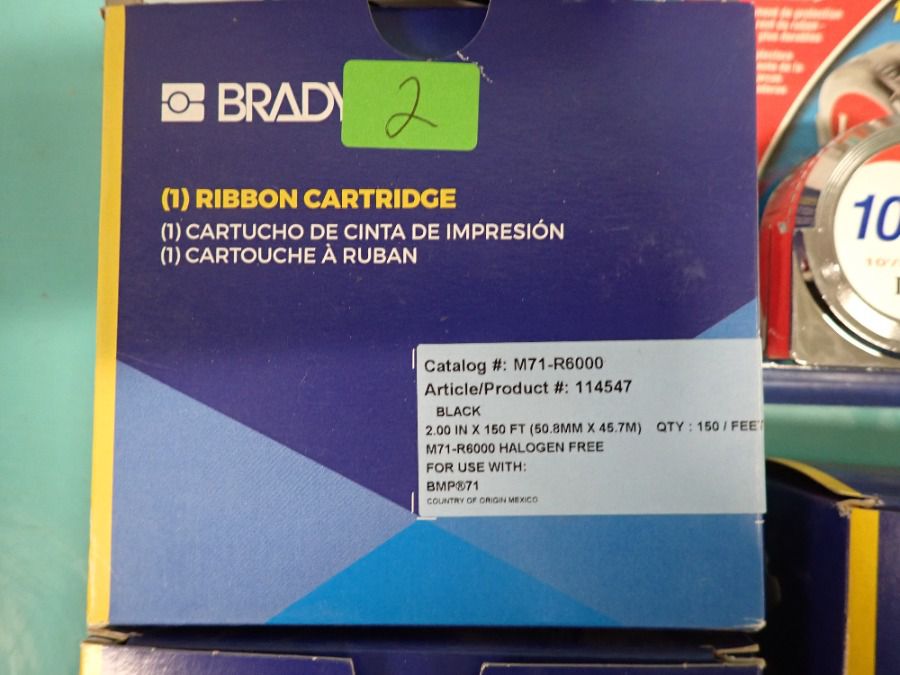 BRADY
2
(1) RIBBON CARTRIDGE
(1) CARTUCHO DE CINTA DE IMPRESIÓN
(1) CARTOUCHE À RUBAN
Catalog #: M71-R6000
Article/Product #: 114547
BLACK
2.00 IN X 150 FT (50.8MM X 45.7M) QTY : 150 / FEET
M71-R6000 HALOGEN FREE
FOR USE WITH:
BMP®71
COUNTRY OF ORIGIN MEXICO
10